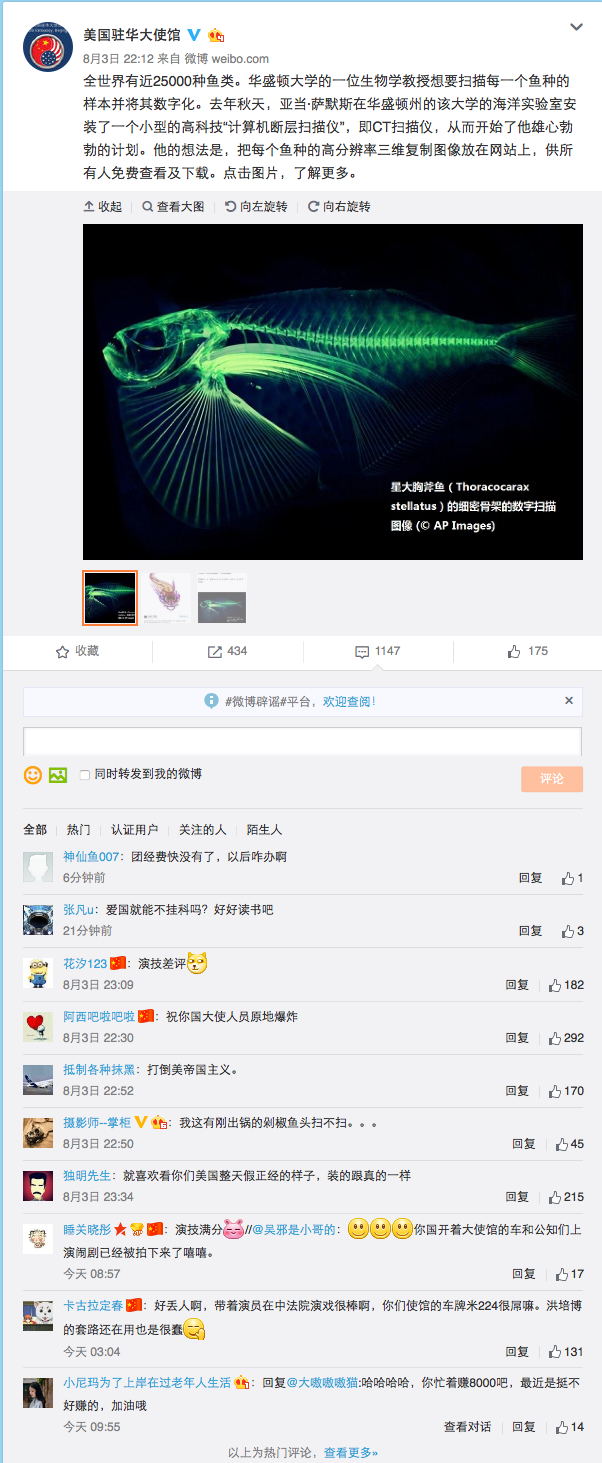 美国驻华大使馆
8月3日 22:12 来自 微博 weibo.com
全世界有近25000种鱼类。华盛顿大学的一位生物学教授想要扫描每一个鱼种的
样本并将其数字化。去年秋天，亚当·萨默斯在华盛顿州的该大学的海洋实验室安
装了一个小型的高科技“计算机断层扫描仪”，即CT扫描仪，从而开始了他雄心勃
勃的计划。他的想法是，把每个鱼种的高分辨率三维复制图像放在网站上，供所
有人免费查看及下载。点击图片，了解更多。
收起 查看大图 向左旋转 向右旋转
星大胸斧鱼（Thoracocarax
stellatus）的细密骨架的数字扫描
图像 (© AP Images)
收藏 434 1147 175
#微博辟谣#平台，欢迎查阅！
同时转发到我的微博 评论
全部 热门 认证用户 关注的人 陌生人
神仙鱼007：团经费快没有了，以后咋办啊
6分钟前 回复 1
张凡u：爱国就能不挂科吗？好好读书吧
21分钟前 回复 3
花汐123：演技差评
8月3日 23:09 回复 182
阿西吧啦吧啦：祝你国大使人员原地爆炸
8月3日 22:30 回复 292
抵制各种抹黑：打倒美帝国主义。
8月3日 22:52 回复 170
摄影师--掌柜：我这有刚出锅的剁椒鱼头扫不扫。。。
8月3日 22:50 回复 45
独明先生：就喜欢看你们美国整天假正经的样子，装的跟真的一样
8月3日 23:34 回复 215
睡关晓彤：演技满分//@吴邪是小哥的：你国开着大使馆的车和公知们上
演闹剧已经被拍下来了嘻嘻。
今天 08:57 回复 17
卡古拉定春：好丢人啊，带着演员在中法院演戏很棒啊，你们使馆的车牌米224很屌嘛。洪培博
的套路还在用也是很蠢
今天 03:04 回复 131
小尼玛为了上岸在过老年人生活：回复@大嗷嗷嗷猫:哈哈哈哈，你忙着赚8000吧，最近是挺不
好赚的，加油哦
今天 09:55 查看对话 回复 14
以上为热门评论，查看更多»